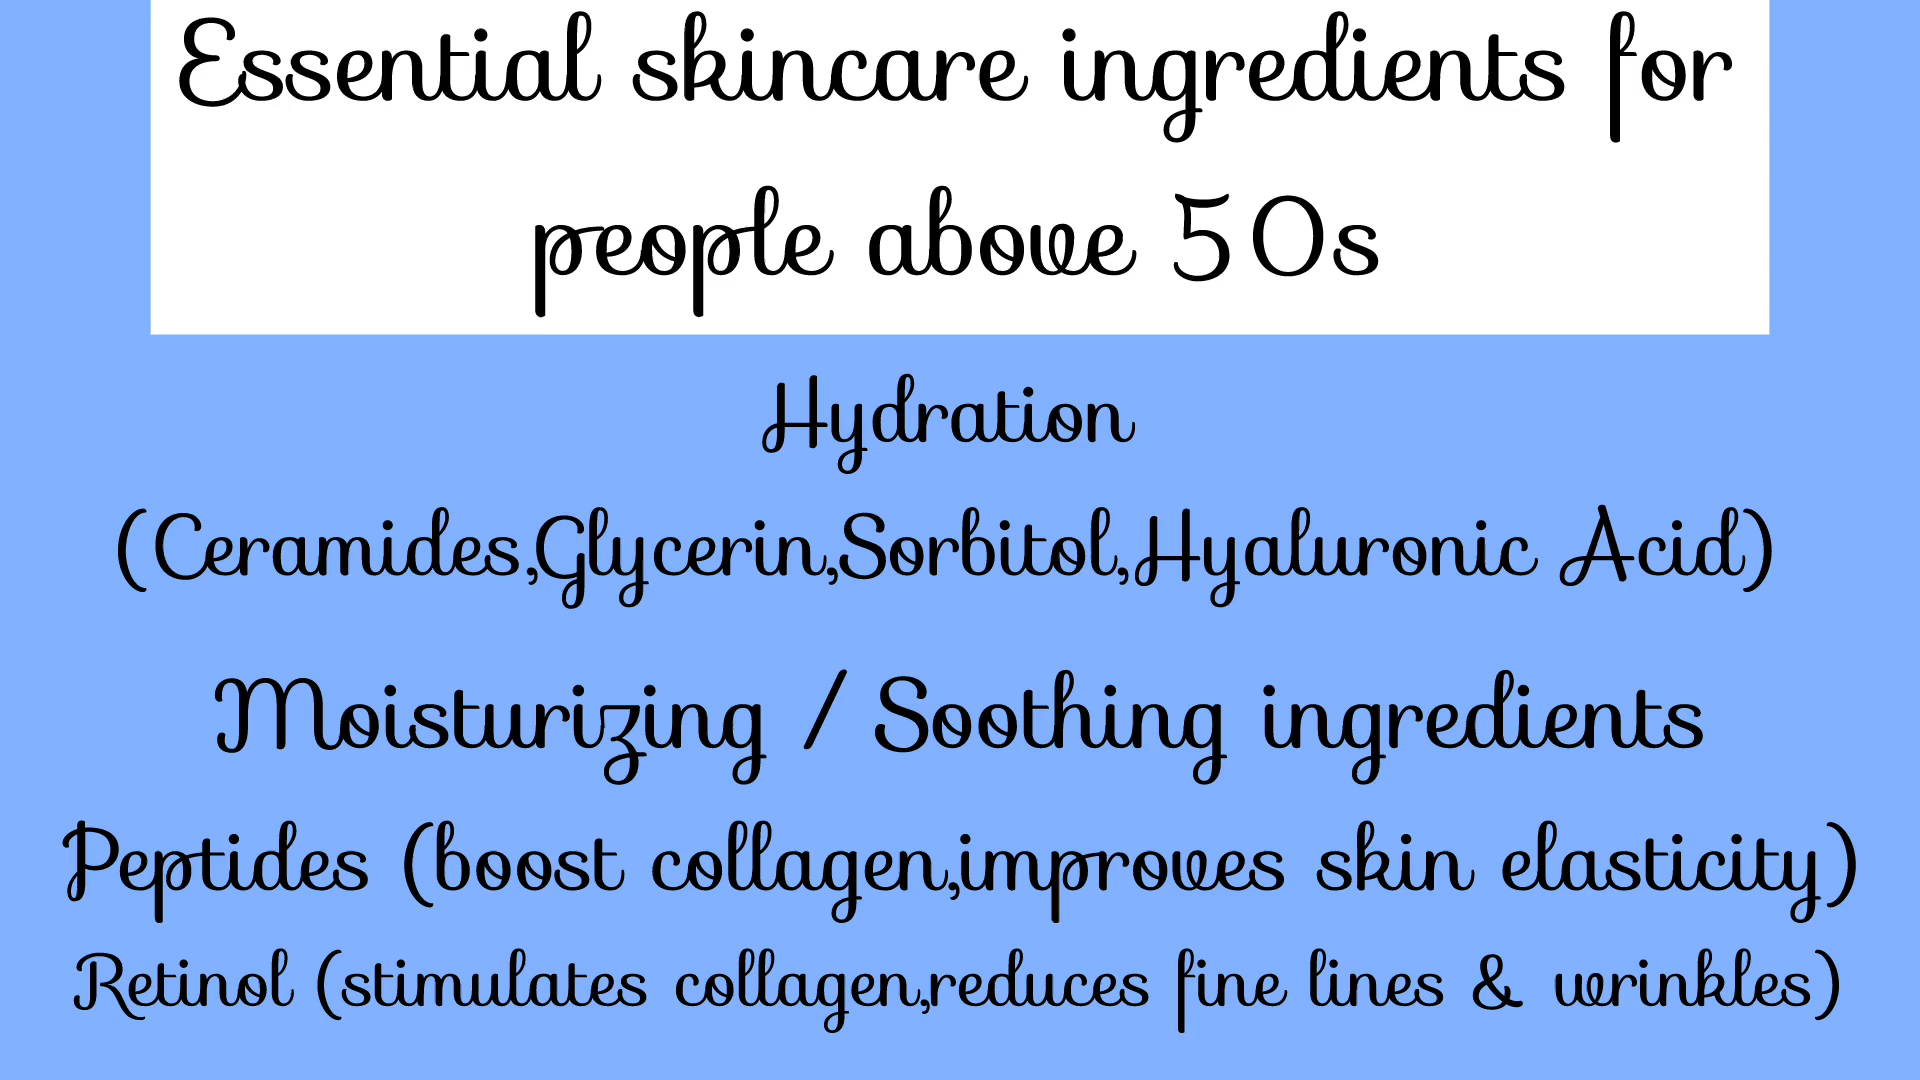 Essential skincare ingredients for
people above 50s
Hydration
(Ceramides,Glycerin,Sorbitol,Hyaluronic Acid)
Moisturizing / Soothing ingredients
Peptides (boost collagen,improves skin elasticity)
Retinol (stimulates collagen,reduces fine lines & wrinkles)